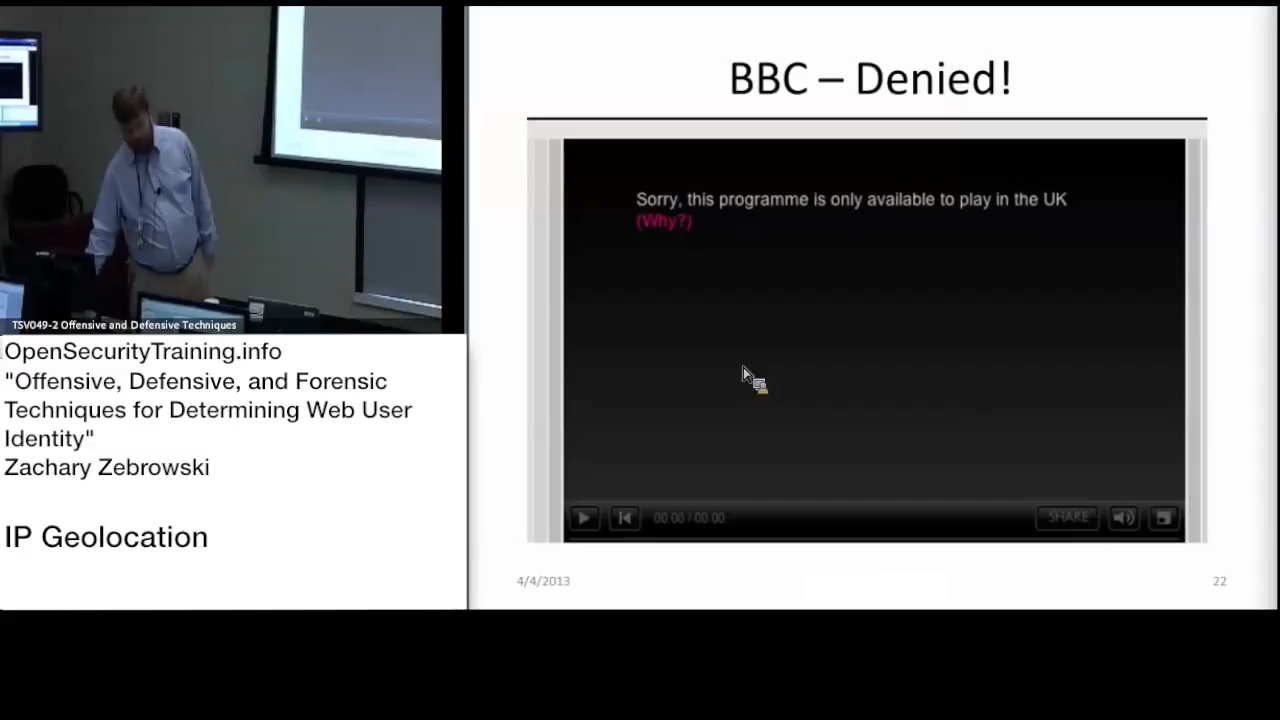 TSV049-2 Offensive and Defensive Techniques
OpenSecurityTraining.info
"Offensive, Defensive, and Forensic
Techniques for Determining Web User
Identity"
Zachary Zebrowski
IP Geolocation
BBC – Denied!
Sorry, this programme is only available to play in the UK
(Why?)
00:00 / 00:00
SHARE
4/4/2013
22